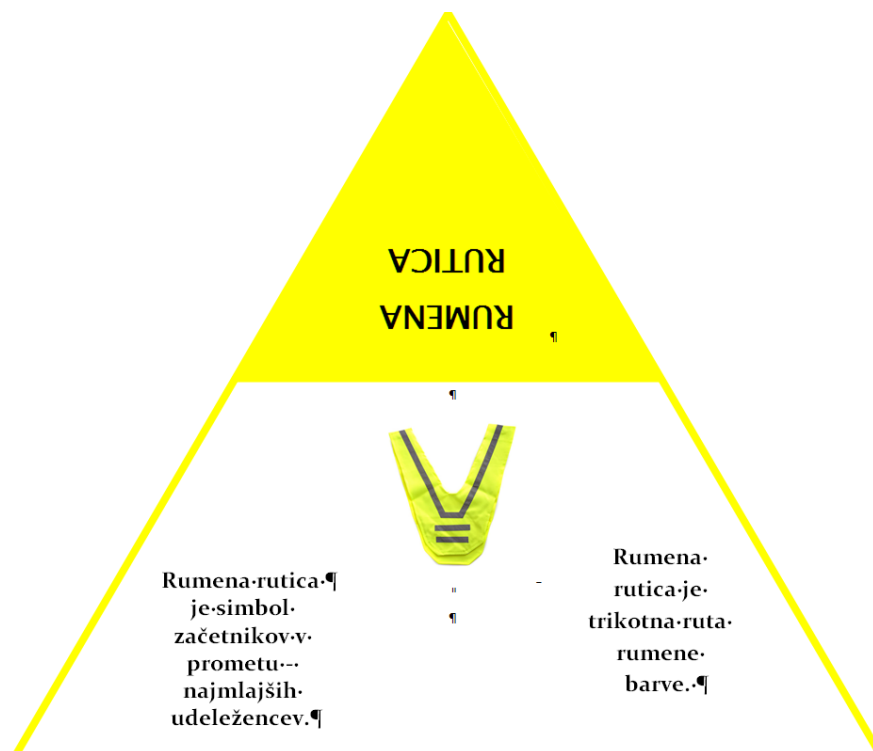 RUMENA
RUTICA
Rumena rutica
je simbol
začetnikov v
prometu -
najmlajših
udeležencev.
Rumena
rutica je
trikotna ruta
rumene
barve.